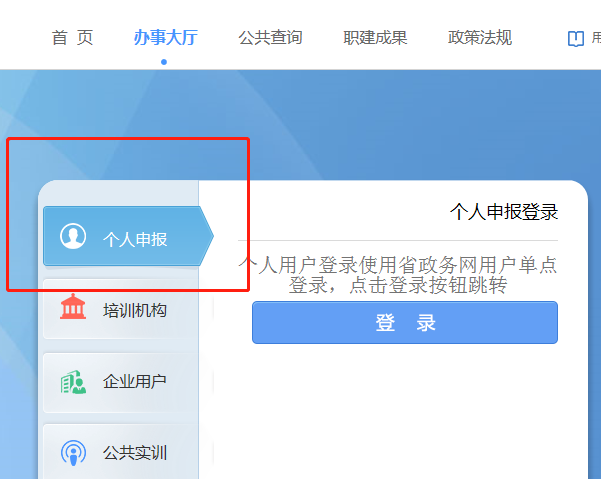 首 页 办事大厅 公共查询 职建成果 政策法规 用
个人申报
培训机构
企业用户
公共实训
个人申报登录
个人用户登录使用省政务网用户单点
登录，点击登录按钮跳转
登 录